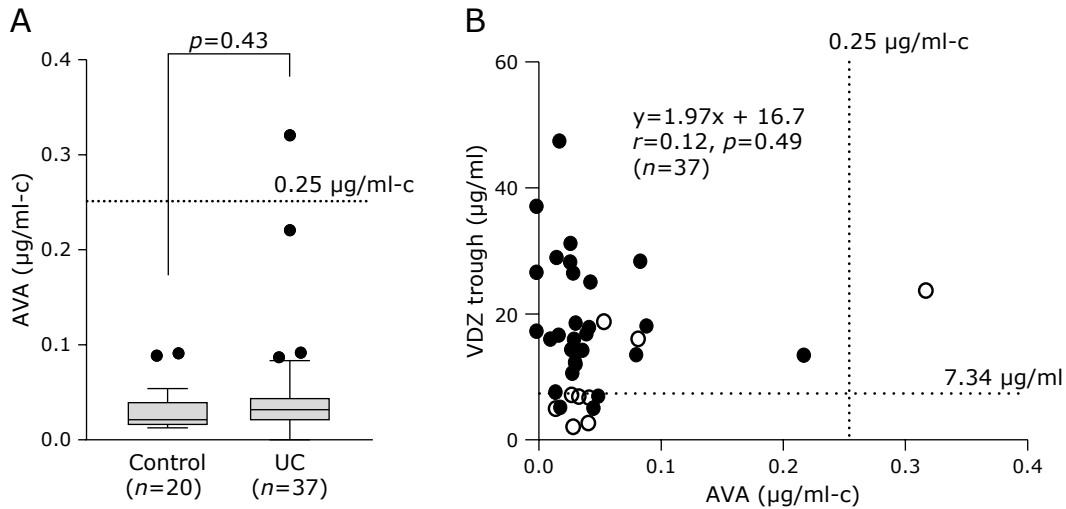 A
p=0.43
0.4
0.3
0.2
0.1
0.0
AVA (µg/ml-c)
0.25 µg/ml-c
Control
(n=20)
UC
(n=37)
B
0.25 µg/ml-c
60
40
20
0
VDZ trough (µg/ml)
y=1.97x + 16.7
r=0.12, p=0.49
(n=37)
7.34 µg/ml
0.0 0.1 0.2 0.3 0.4
AVA (µg/ml-c)